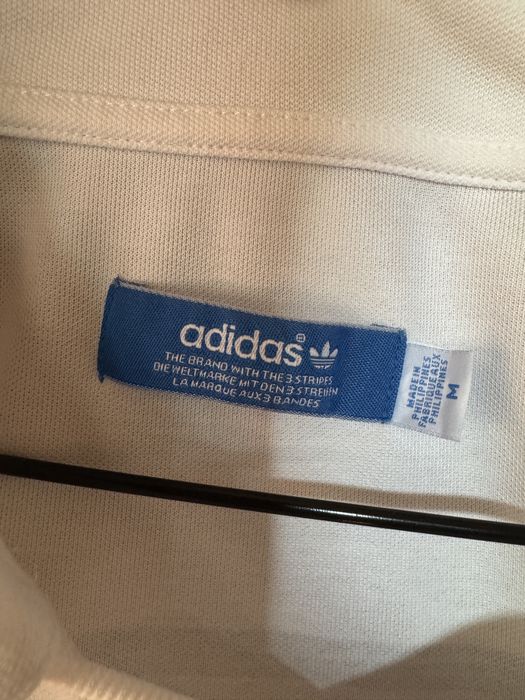 adidas®
THE BRAND WITH THE 3 STRIPES
DIE WELTMARKE MIT DEN 3 STREIFEN
LA MARQUE AUX 3 BANDES
MADE IN
PHILIPPINES
FABRIQUE AUX
PHILIPPINES
M